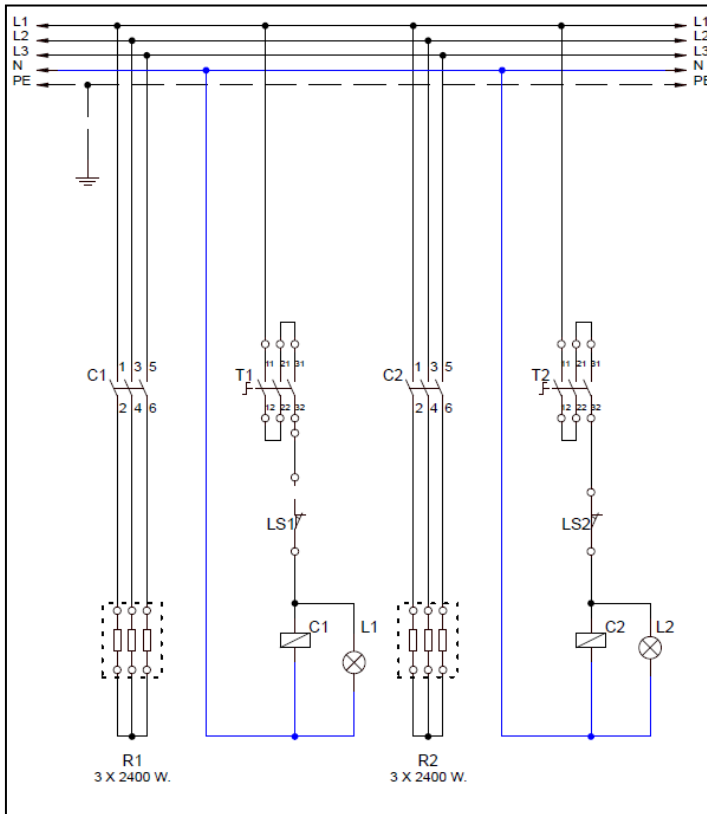 L1 L1
L2 L2
L3 L3
N N
PE PE
1 3 5 11 21 31 1 3 5 11 21 31
C1 T1 C2 T2
2 4 6 12 22 32 2 4 6 12 22 32
LS1 LS2
C1 L1 C2 L2
R1 R2
3 X 2400 W. 3 X 2400 W.